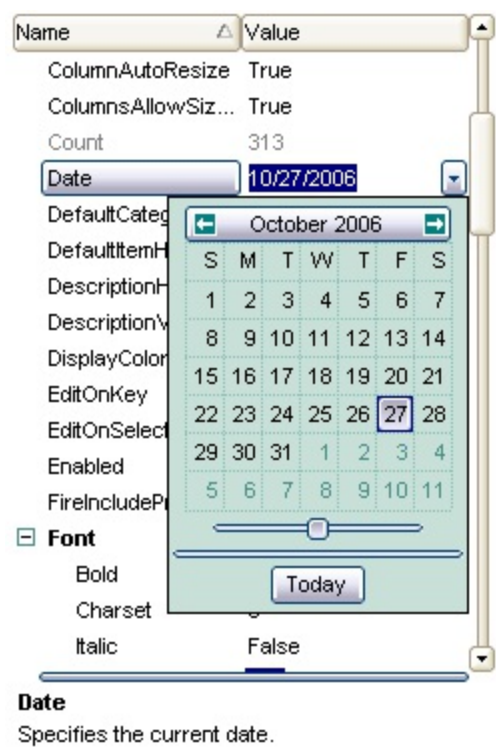 Name Value
ColumnAutoResize True
ColumnsAllowSiz... True
Count 313
Date 10/27/2006
DefaultCateg
October 2006
DefaultItemH
S M T W T F S
DescriptionH
1 2 3 4 5 6 7
DescriptionV
8 9 10 11 12 13 14
DisplayColor
15 16 17 18 19 20 21
EditOnKey
22 23 24 25 26 27 28
EditOnSelect
29 30 31 1 2 3 4
Enabled
5 6 7 8 9 10 11
FireIncludePr
Font
Bold
Today
Charset
Italic False
Date
Specifies the current date.